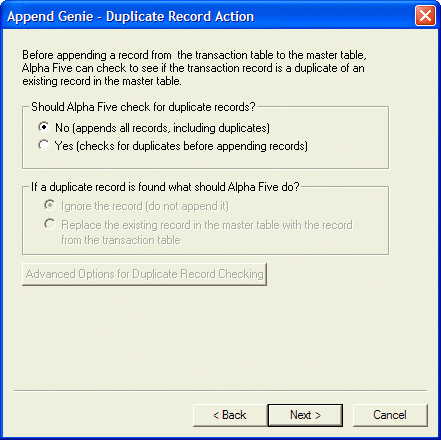 Append Genie - Duplicate Record Action
Before appending a record from the transaction table to the master table,
Alpha Five can check to see if the transaction record is a duplicate of an
existing record in the master table.
Should Alpha Five check for duplicate records?
No (appends all records, including duplicates)
Yes (checks for duplicates before appending records)
If a duplicate record is found what should Alpha Five do?
Ignore the record (do not append it)
Replace the existing record in the master table with the record
from the transaction table
Advanced Options for Duplicate Record Checking
< Back
Next >
Cancel